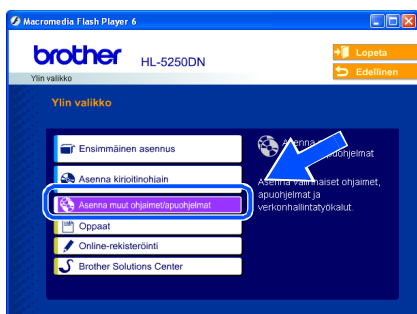 Macromedia Flash Player 6
brother HL-5250DN
Lopeta
Edellinen
Ylin valikko
Ylin valikko
Ensimmäinen asennus
Asenna kirjoitinohjain
Asenna muut ohjaimet/apuohjelmat
Oppaat
Online-rekisteröinti
Brother Solutions Center
Asenna
apuohjelmat
Asenna valinnaiset ohjaimet,
apuohjelmat ja
verkonhallintatyökalut.